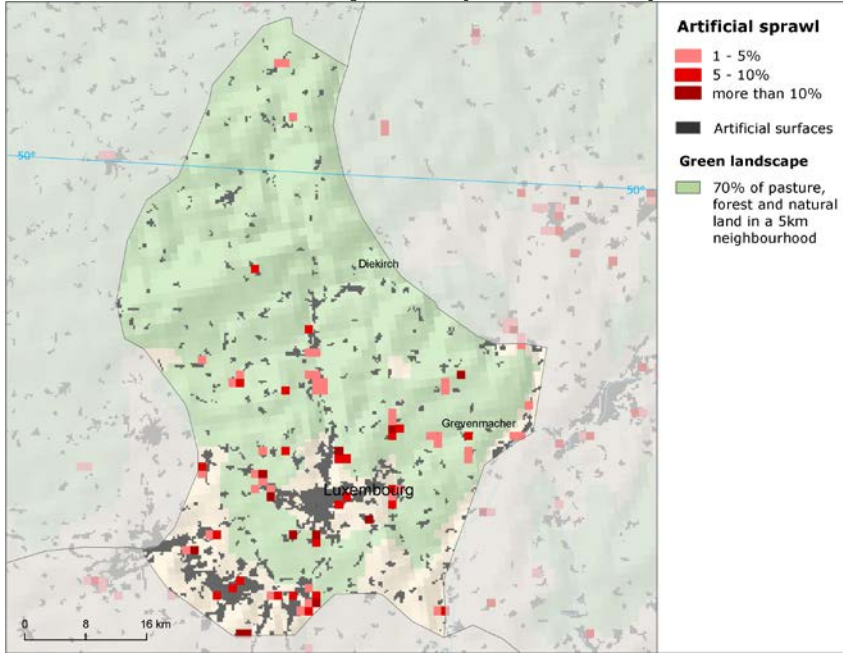 Artificial sprawl
1 - 5%
5 - 10%
more than 10%
Artificial surfaces
Green landscape
70% of pasture,
forest and natural
land in a 5km
neighbourhood
50°
50°
Diekirch
Grevenmacher
Luxembourg
0 8 16 km